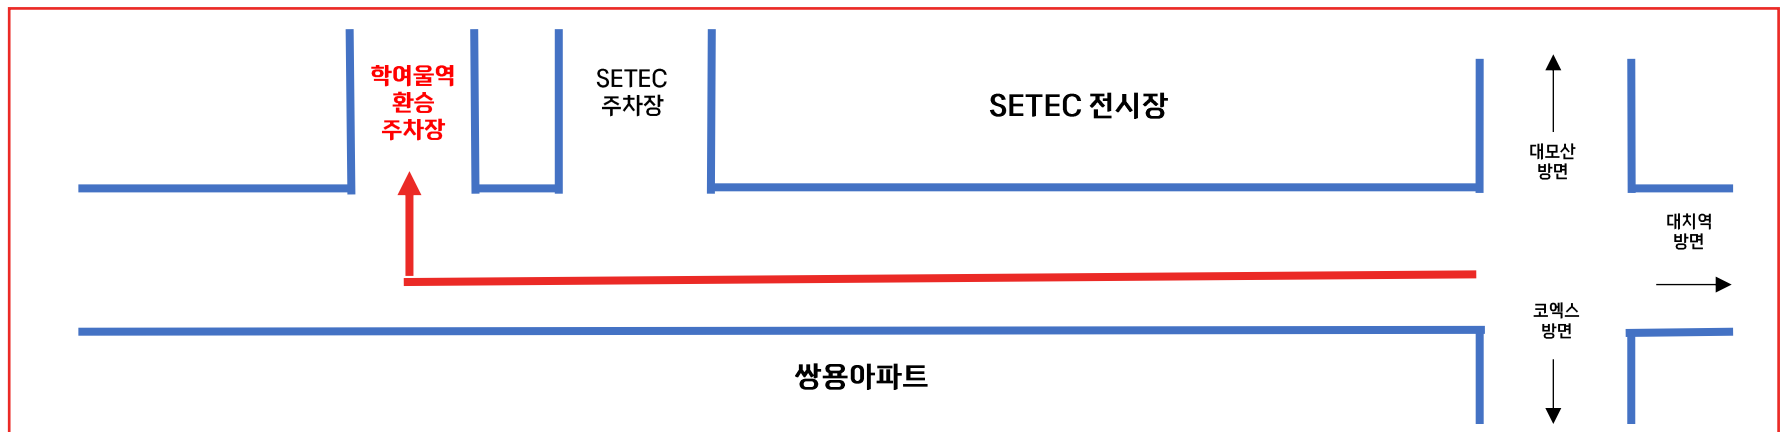 학여울역
환승
주차장
SETEC
주차장
SETEC 전시장
대모산
방면
대치역
방면
코엑스
방면
쌍용아파트